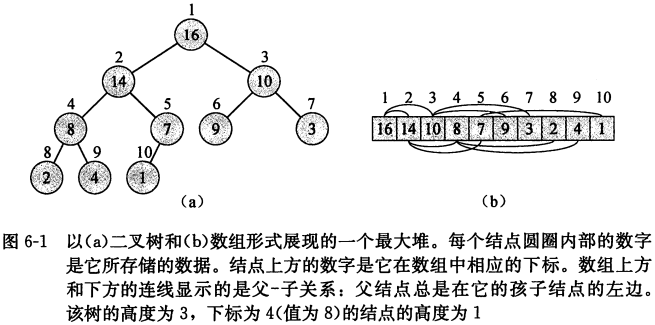 1
16
2
3
14
10
4
5
6
7
8
7
9
3
8
9
10
2
4
1
(a)
1 2 3 4 5 6 7 8 9 10
16 14 10 8 7 9 3 2 4 1
(b)
图 6-1 以(a)二叉树和(b)数组形式展现的一个最大堆。每个结点圆圈内部的数字
是它所存储的数据。结点上方的数字是它在数组中相应的下标。数组上方
和下方的连线显示的是父-子关系：父结点总是在它的孩子结点的左边。
该树的高度为 3，下标为 4(值为 8)的结点的高度为 1